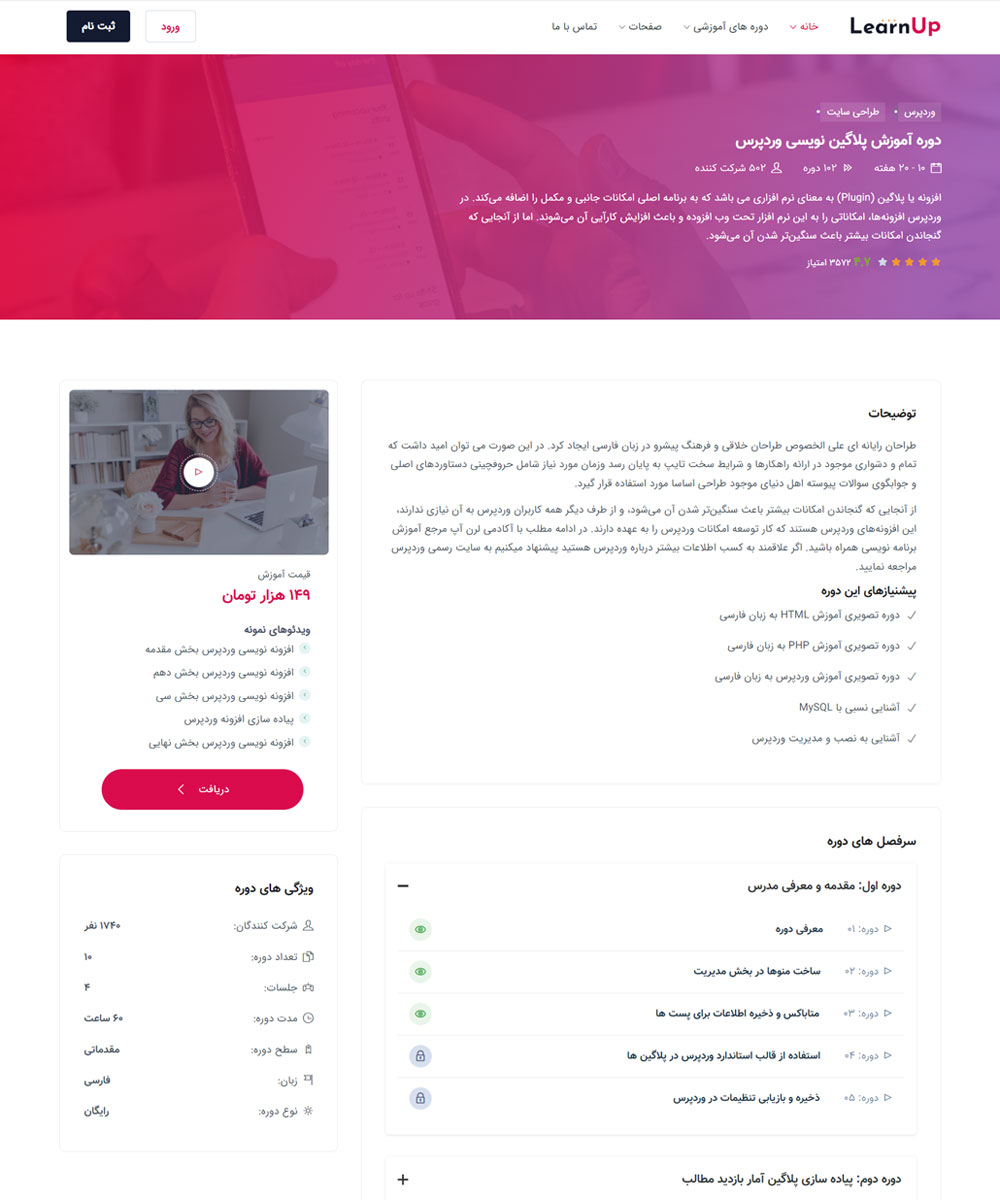 LearnUp
خانه
دوره های آموزشی
صفحات
تماس با ما
ورود
ثبت نام
وردپرس
طراحی سایت
دوره آموزش پلاگین نویسی وردپرس
۱۰ - ۲۰ هفته
۱۰۲ دوره
۵۰۲ شرکت کننده
افزونه یا پلاگین (Plugin) به معنای نرم افزاری می باشد که به برنامه اصلی امکانات جانبی و مکمل را اضافه می‌کند. در
وردپرس افزونه‌ها، امکاناتی را به این نرم افزار تحت وب افزوده و باعث افزایش کارآیی آن می‌شوند. اما از آنجایی که
گنجاندن امکانات بیشتر باعث سنگین‌تر شدن آن می‌شود.
۴.۷ ۳۵۷۲ امتیاز
توضیحات
طراحان رایانه ای علی الخصوص طراحان خلاقی و فرهنگ پیشرو در زبان فارسی ایجاد کرد. در این صورت می توان امید داشت که
تمام و دشواری موجود در ارائه راهکارها و شرایط سخت تایپ به پایان رسد وزمان مورد نیاز شامل حروفچینی دستاوردهای اصلی
و جوابگوی سوالات پیوسته اهل دنیای موجود طراحی اساسا مورد استفاده قرار گیرد.
از آنجایی که گنجاندن امکانات بیشتر باعث سنگین‌تر شدن آن می‌شود، و از طرف دیگر همه کاربران وردپرس به آن نیازی ندارند،
این افزونه‌های وردپرس هستند که کار توسعه امکانات وردپرس را به عهده دارند. در ادامه مطلب با آکادمی لرن آپ مرجع آموزش
برنامه نویسی همراه باشید. اگر علاقمند به کسب اطلاعات بیشتر درباره وردپرس هستید پیشنهاد میکنیم به سایت رسمی وردپرس
مراجعه نمایید.
پیشنیازهای این دوره
دوره تصویری آموزش HTML به زبان فارسی
دوره تصویری آموزش PHP به زبان فارسی
دوره تصویری آموزش وردپرس به زبان فارسی
آشنایی نسبی با MySQL
آشنایی به نصب و مدیریت وردپرس
سرفصل های دوره
دوره اول: مقدمه و معرفی مدرس
دوره: ۰۱ معرفی دوره
دوره: ۰۲ ساخت منوها در بخش مدیریت
دوره: ۰۳ متاباکس و ذخیره اطلاعات برای پست ها
دوره: ۰۴ استفاده از قالب استاندارد وردپرس در پلاگین ها
دوره: ۰۵ ذخیره و بازیابی تنظیمات در وردپرس
دوره دوم: پیاده سازی پلاگین آمار بازدید مطالب
قیمت آموزش
۱۴۹ هزار تومان
ویدئوهای نمونه
افزونه نویسی وردپرس بخش مقدمه
افزونه نویسی وردپرس بخش دهم
افزونه نویسی وردپرس بخش سی
پیاده سازی افزونه وردپرس
افزونه نویسی وردپرس بخش نهایی
دریافت
ویژگی های دوره
شرکت کنندگان: ۱۷۴۰ نفر
تعداد دوره: ۱۰
جلسات: ۴
مدت دوره: ۶۰ ساعت
سطح دوره: مقدماتی
زبان: فارسی
نوع دوره: رایگان